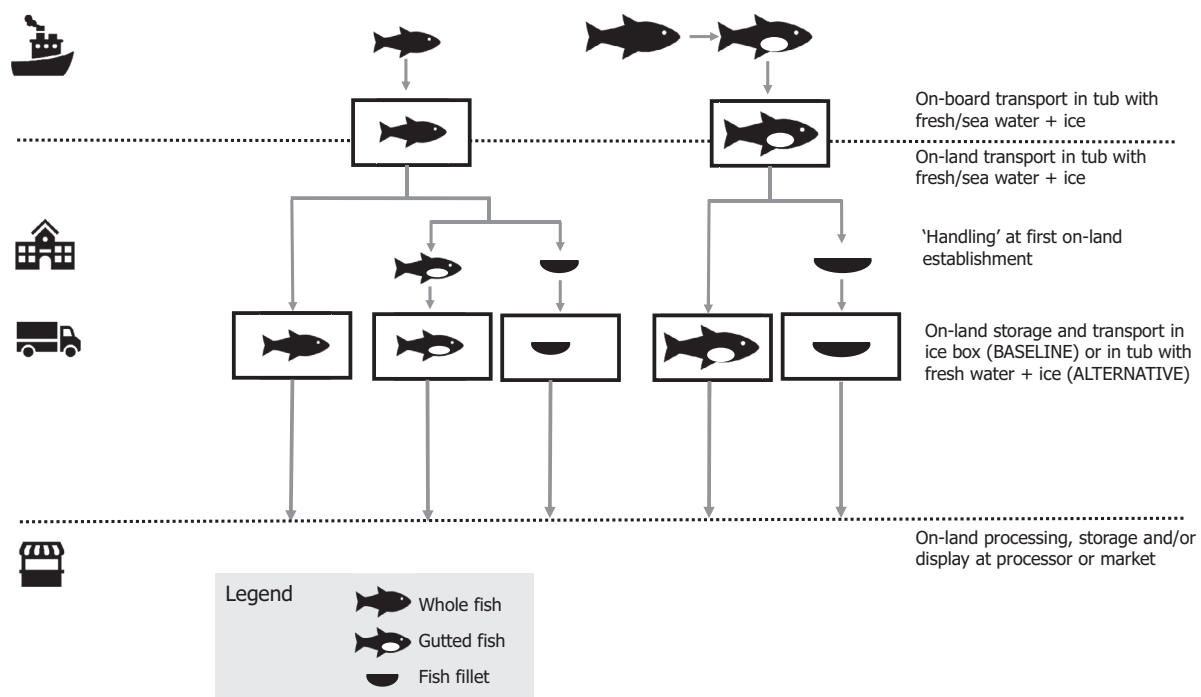 On-board transport in tub with
fresh/sea water + ice
On-land transport in tub with
fresh/sea water + ice
‘Handling’ at first on-land
establishment
On-land storage and transport in
ice box (BASELINE) or in tub with
fresh water + ice (ALTERNATIVE)
On-land processing, storage and/or
display at processor or market
Legend
Whole fish
Gutted fish
Fish fillet